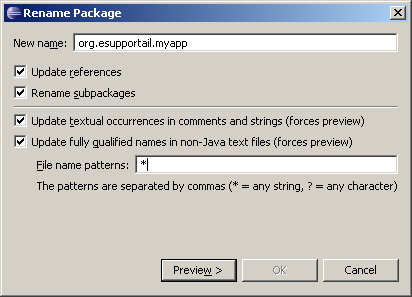 Rename Package
New name: org.esupportail.myapp
Update references
Rename subpackages
Update textual occurrences in comments and strings (forces preview)
Update fully qualified names in non-Java text files (forces preview)
File name patterns: *
The patterns are separated by commas (* = any string, ? = any character)
Preview > OK Cancel